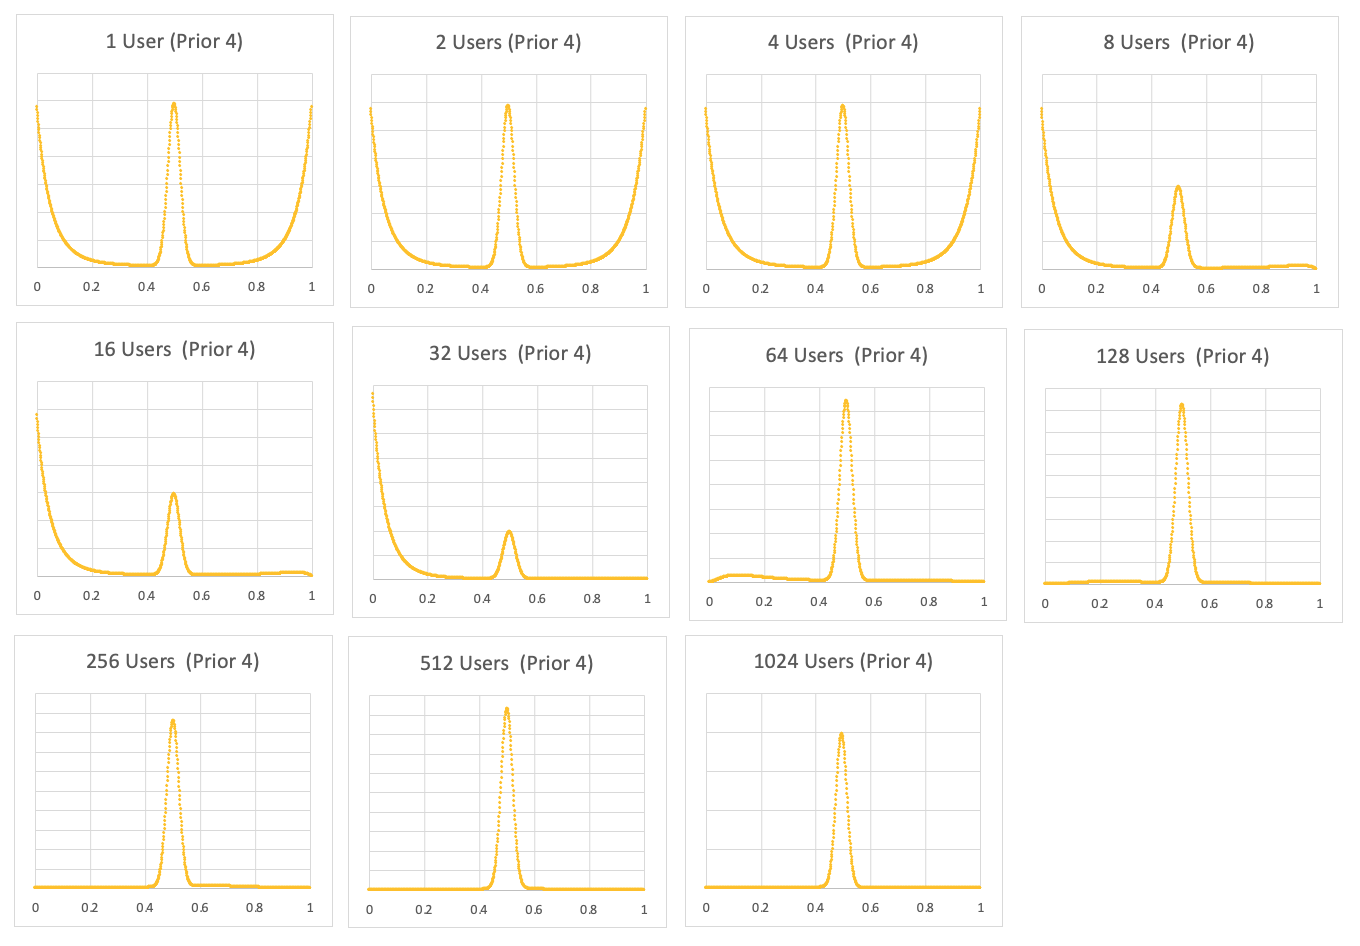 1 User (Prior 4)
0 0.2 0.4 0.6 0.8 1
2 Users (Prior 4)
0 0.2 0.4 0.6 0.8 1
4 Users (Prior 4)
0 0.2 0.4 0.6 0.8 1
8 Users (Prior 4)
0 0.2 0.4 0.6 0.8 1
16 Users (Prior 4)
0 0.2 0.4 0.6 0.8 1
32 Users (Prior 4)
0 0.2 0.4 0.6 0.8 1
64 Users (Prior 4)
0 0.2 0.4 0.6 0.8 1
128 Users (Prior 4)
0 0.2 0.4 0.6 0.8 1
256 Users (Prior 4)
0 0.2 0.4 0.6 0.8 1
512 Users (Prior 4)
0 0.2 0.4 0.6 0.8 1
1024 Users (Prior 4)
0 0.2 0.4 0.6 0.8 1